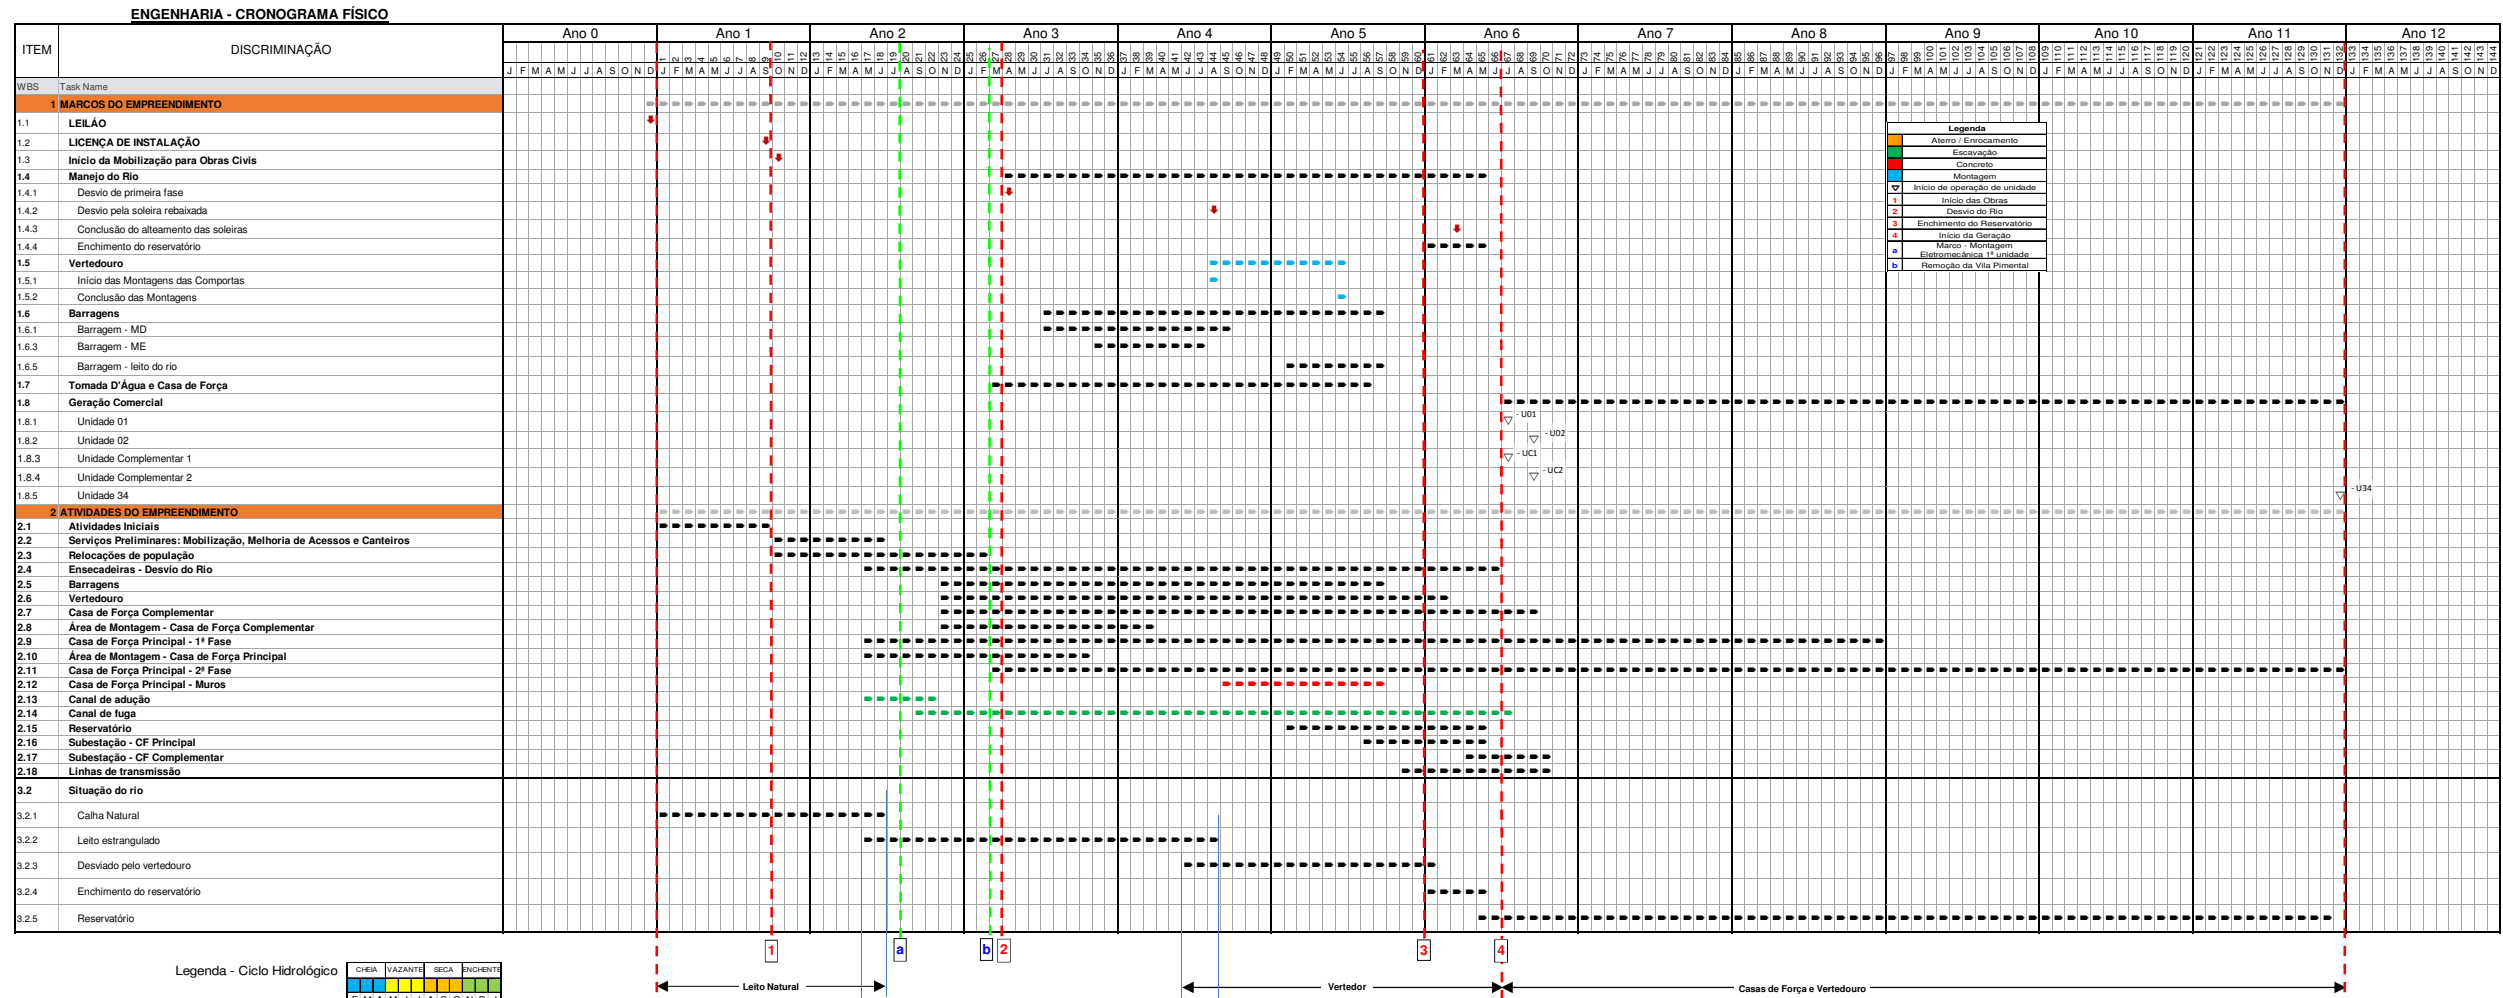 ENGENHARIA - CRONOGRAMA FÍSICO
ITEM DISCRIMINAÇÃO Ano 0 Ano 1 Ano 2 Ano 3 Ano 4 Ano 5 Ano 6 Ano 7 Ano 8 Ano 9 Ano 10 Ano 11 Ano 12
J F M A M J J A S O N D
WBS Task Name
1 MARCOS DO EMPREENDIMENTO
1.1 LEILÁO
1.2 LICENÇA DE INSTALAÇÃO
1.3 Início da Mobilização para Obras Civis
1.4 Manejo do Rio
1.4.1 Desvio de primeira fase
1.4.2 Desvio pela soleira rebaixada
1.4.3 Conclusão do alteamento das soleiras
1.4.4 Enchimento do reservatório
1.5 Vertedouro
1.5.1 Início das Montagens das Comportas
1.5.2 Conclusão das Montagens
1.6 Barragens
1.6.1 Barragem - MD
1.6.3 Barragem - ME
1.6.5 Barragem - leito do rio
1.7 Tomada D'Água e Casa de Força
1.8 Geração Comercial
1.8.1 Unidade 01 - U01
1.8.2 Unidade 02 - U02
1.8.3 Unidade Complementar 1 - UC1
1.8.4 Unidade Complementar 2 - UC2
1.8.5 Unidade 34 - U34
Legenda
Aterro / Enrocamento
Escavação
Concreto
Montagem
Início de operação de unidade
1 Início das Obras
2 Desvio do Rio
3 Enchimento do Reservatório
4 Início da Geração
a Marco - Montagem
Eletromecânica 1ª unidade
b Remoção da Vila Pimental
2 ATIVIDADES DO EMPREENDIMENTO
2.1 Atividades Iniciais
2.2 Serviços Preliminares: Mobilização, Melhoria de Acessos e Canteiros
2.3 Relocações de população
2.4 Ensecadeiras - Desvio do Rio
2.5 Barragens
2.6 Vertedouro
2.7 Casa de Força Complementar
2.8 Área de Montagem - Casa de Força Complementar
2.9 Casa de Força Principal - 1ª Fase
2.10 Área de Montagem - Casa de Força Principal
2.11 Casa de Força Principal - 2ª Fase
2.12 Casa de Força Principal - Muros
2.13 Canal de adução
2.14 Canal de fuga
2.15 Reservatório
2.16 Subestação - CF Principal
2.17 Subestação - CF Complementar
2.18 Linhas de transmissão
3.2 Situação do rio
3.2.1 Calha Natural
3.2.2 Leito estrangulado
3.2.3 Desviado pelo vertedouro
3.2.4 Enchimento do reservatório
3.2.5 Reservatório
1 a b 2 3 4
Legenda - Ciclo Hidrológico CHEIA VAZANTE SECA ENCHENTE
F M A M J J A S O N D J
Leito Natural Vertedor Casas de Força e Vertedouro